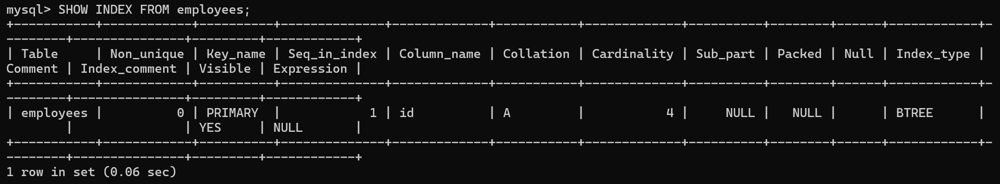 mysql> SHOW INDEX FROM employees;
+-----------+------------+----------+--------------+-------------+-----------+-------------+----------+--------+------+------------+-
--------+---------------+---------+------------+
| Table     | Non_unique | Key_name | Seq_in_index | Column_name | Collation | Cardinality | Sub_part | Packed | Null | Index_type |
Comment | Index_comment | Visible | Expression |
+-----------+------------+----------+--------------+-------------+-----------+-------------+----------+--------+------+------------+-
--------+---------------+---------+------------+
| employees |          0 | PRIMARY  |            1 | id          | A         |           4 |     NULL |   NULL |      | BTREE      |
        |               | YES     | NULL       |
+-----------+------------+----------+--------------+-------------+-----------+-------------+----------+--------+------+------------+-
--------+---------------+---------+------------+
1 row in set (0.06 sec)